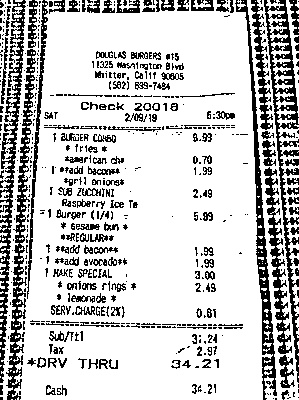 DOUGLAS BURGERS #15
11325 Washington Blvd
Whitter, Calif 90606
(562) 699-7484
Check 20018
SAT 2/09/19 6:30pm
1 BURGER COMBO 9.99
* fries *
*american ch* 0.70
1 **add bacon** 1.99
*gril onions*
1 SUB ZUCCHINI 2.49
Raspberry Ice Te
1 Burger (1/4) 5.99
* sesame bun *
**REGULAR**
1 **add bacon** 1.99
1 **add avocado** 1.99
1 MAKE SPECIAL 3.00
* onions rings * 2.49
* lemonade *
SERV.CHARGE(2%) 0.61
Sub/Ttl 31.24
Tax 2.97
*DRV THRU 34.21
Cash 34.21